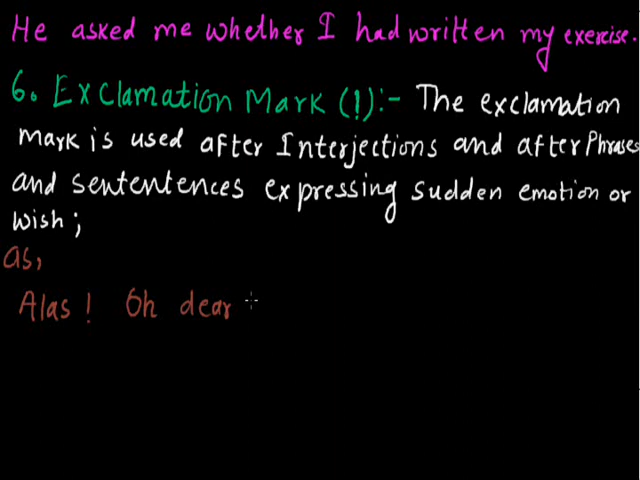 He asked me whether I had written my exercise.
6. Exclamation Mark (!):- The exclamation
mark is used after Interjections and after Phrases
and sententences expressing sudden emotion or
wish;
as,
Alas! Oh dear